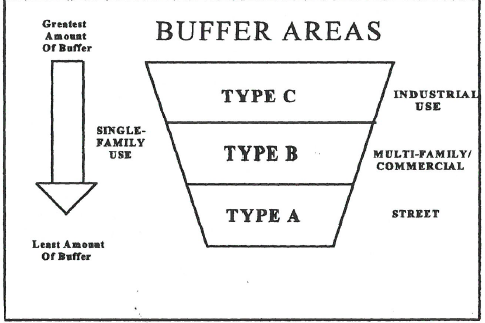 Greatest
Amount
Of Buffer
BUFFER AREAS
TYPE C
INDUSTRIAL
USE
SINGLE-
FAMILY
USE
TYPE B
MULTI-FAMILY/
COMMERCIAL
TYPE A
STREET
Least Amount
Of Buffer